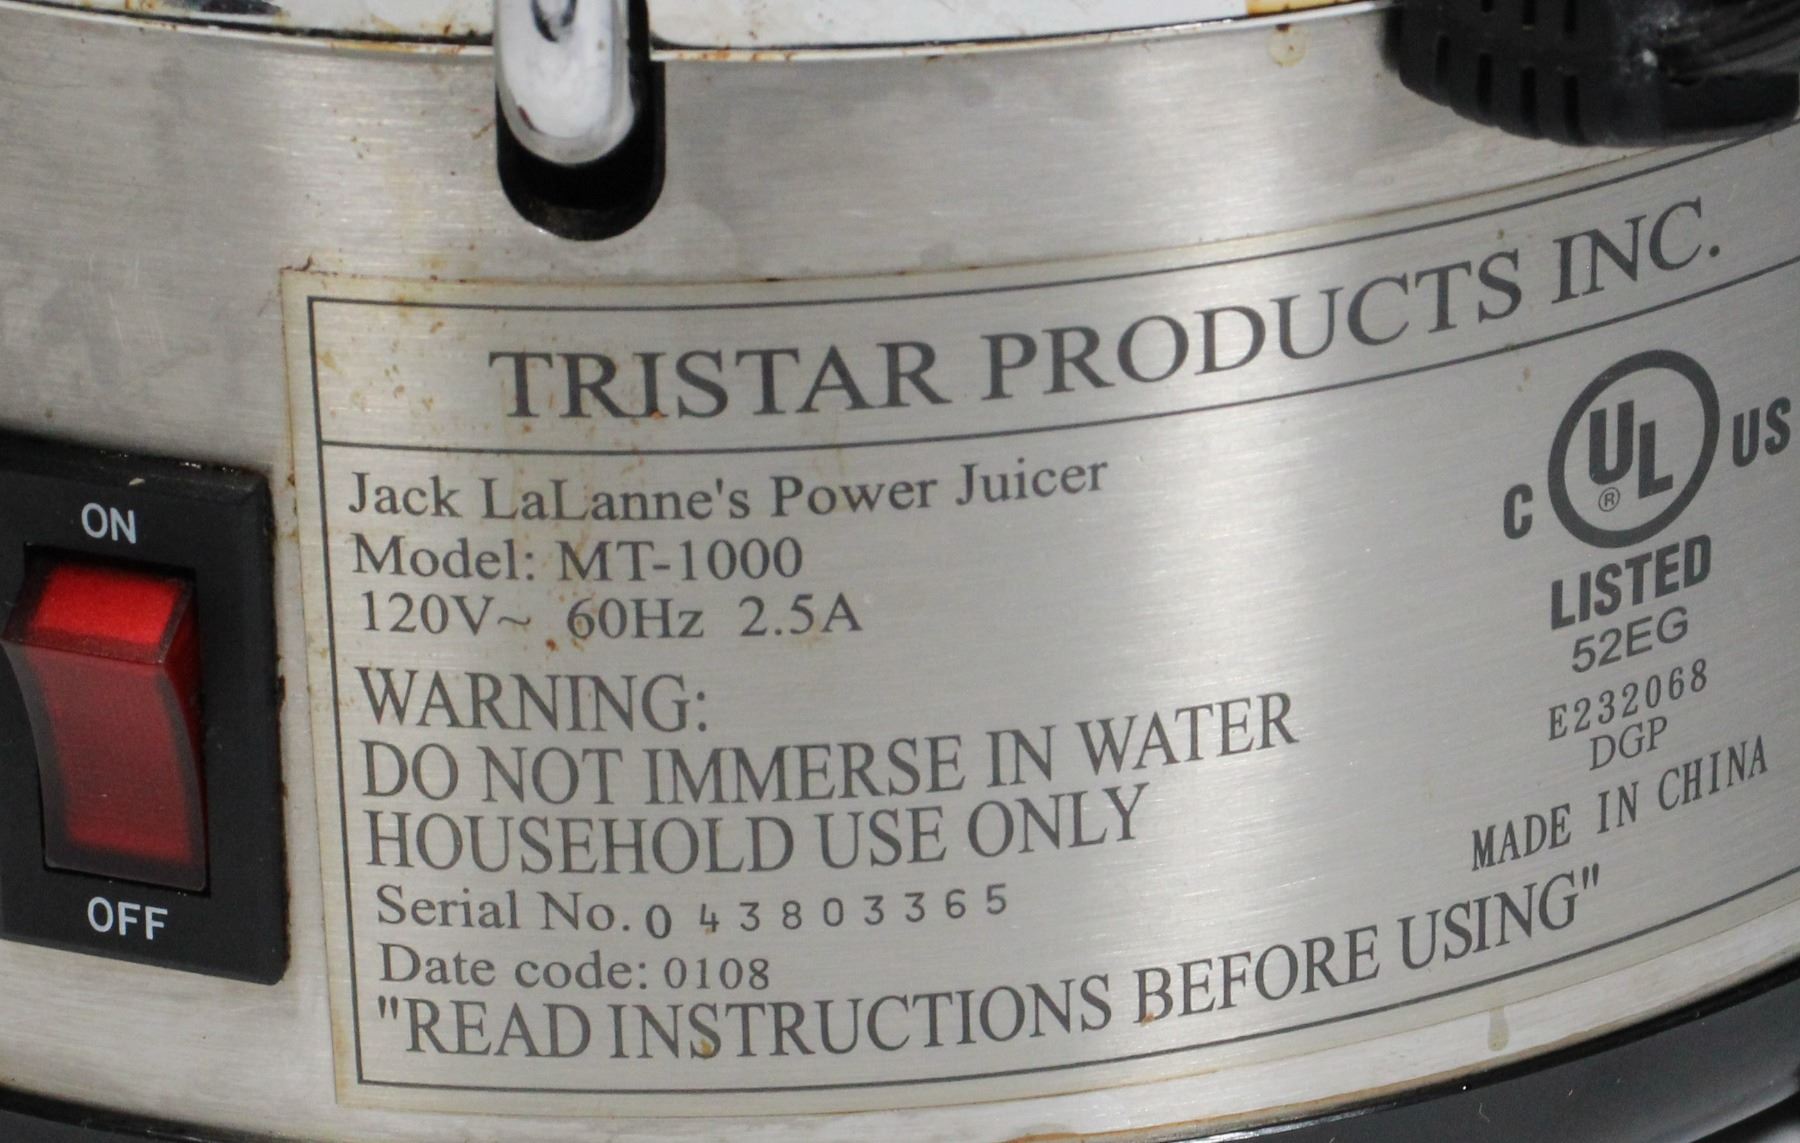 TRISTAR PRODUCTS INC.
Jack LaLanne's Power Juicer
Model: MT-1000
120V~ 60Hz 2.5A
WARNING:
DO NOT IMMERSE IN WATER
HOUSEHOLD USE ONLY
Serial No. 0 4 3 8 0 3 3 6 5
Date code: 0108
"READ INSTRUCTIONS BEFORE USING"
C UL ® US
LISTED
52EG
E232068
DGP
MADE IN CHINA
ON
OFF